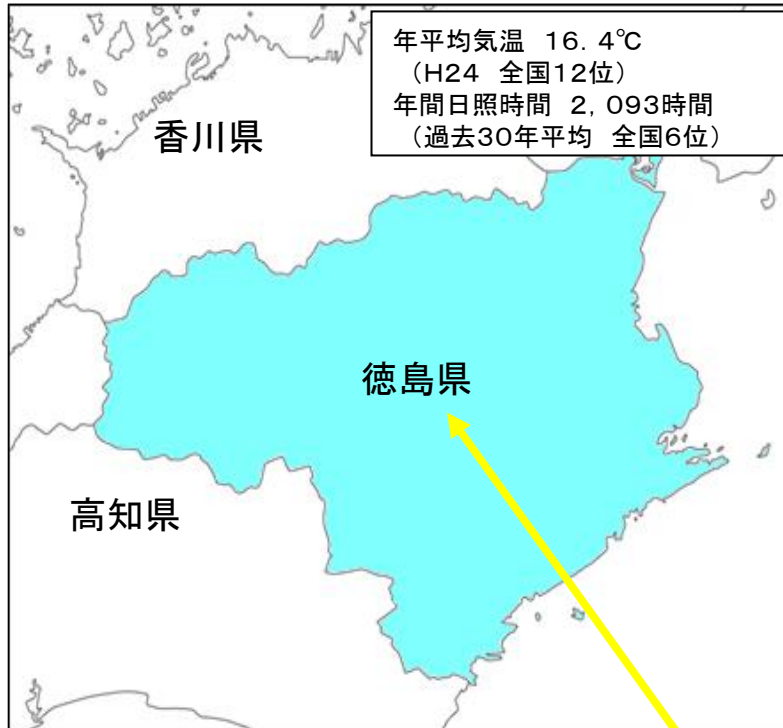 年平均気温 16.4℃
（H24 全国12位）
年間日照時間 2,093時間
（過去30年平均 全国6位）
香川県
徳島県
高知県